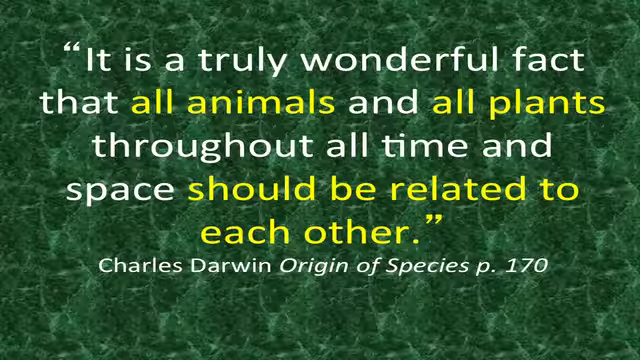 “It is a truly wonderful fact
that all animals and all plants
throughout all time and
space should be related to
each other.”
Charles Darwin Origin of Species p. 170